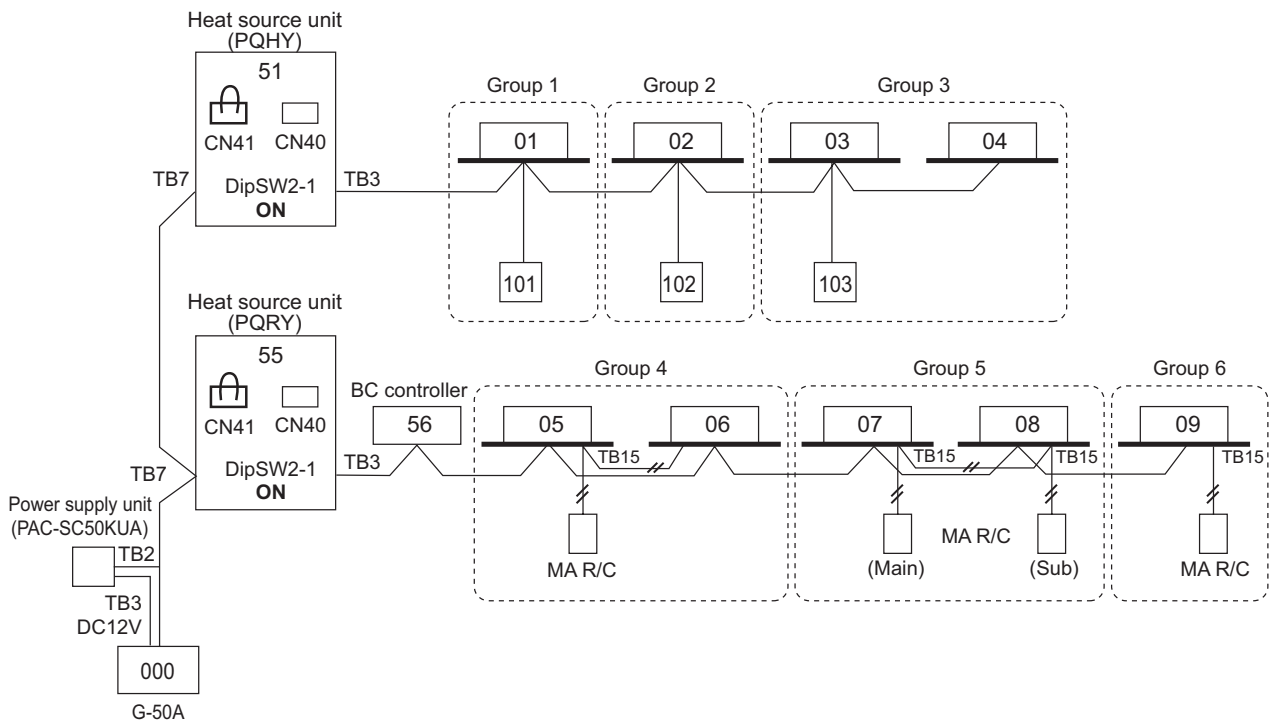 Heat source unit
(PQHY)
51
CN41 CN40
TB7
DipSW2-1
ON
TB3
Group 1
Group 2
Group 3
01
02
03
04
101
102
103
Heat source unit
(PQRY)
55
CN41 CN40
TB7
DipSW2-1
ON
TB3
BC controller
56
Group 4
Group 5
Group 6
05
06
07
08
09
TB15
TB15
TB15
TB15
MA R/C
MA R/C
(Main)
(Sub)
MA R/C
Power supply unit
(PAC-SC50KUA)
TB2
TB3
DC12V
000
G-50A